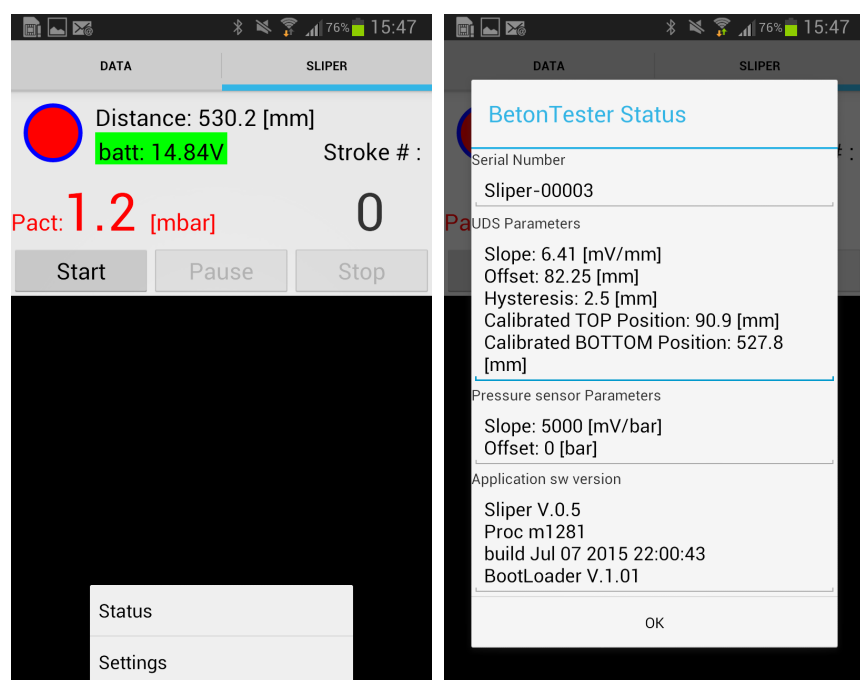 76% 15:47
DATA SLIPER
Distance: 530.2 [mm]
batt: 14.84V Stroke # :
Pact: 1.2 [mbar] 0
Start Pause Stop
Status
Settings
76% 15:47
DATA SLIPER
BetonTester Status
Serial Number
Sliper-00003
UDS Parameters
Slope: 6.41 [mV/mm]
Offset: 82.25 [mm]
Hysteresis: 2.5 [mm]
Calibrated TOP Position: 90.9 [mm]
Calibrated BOTTOM Position: 527.8
[mm]
Pressure sensor Parameters
Slope: 5000 [mV/bar]
Offset: 0 [bar]
Application sw version
Sliper V.0.5
Proc m1281
build Jul 07 2015 22:00:43
BootLoader V.1.01
OK